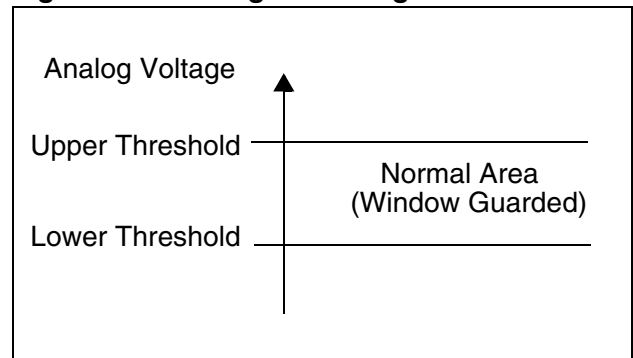 Analog Voltage
Upper Threshold
Normal Area
(Window Guarded)
Lower Threshold